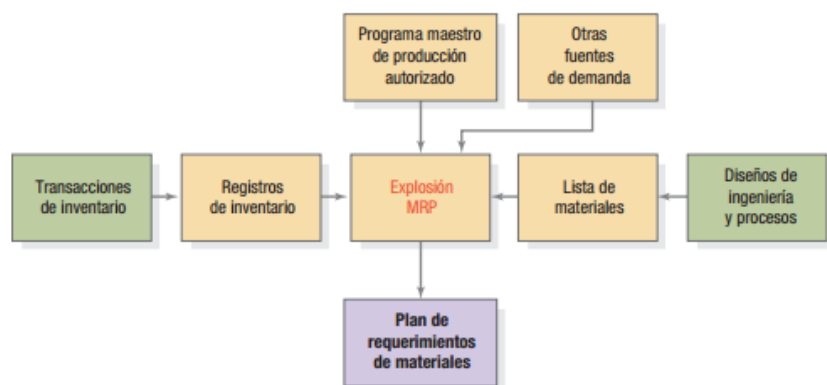 Programa maestro
de producción
autorizado
Otras
fuentes
de demanda
Transacciones
de inventario
Registros
de inventario
Explosión
MRP
Lista de
materiales
Diseños de
ingeniería
y procesos
Plan de
requerimientos
de materiales